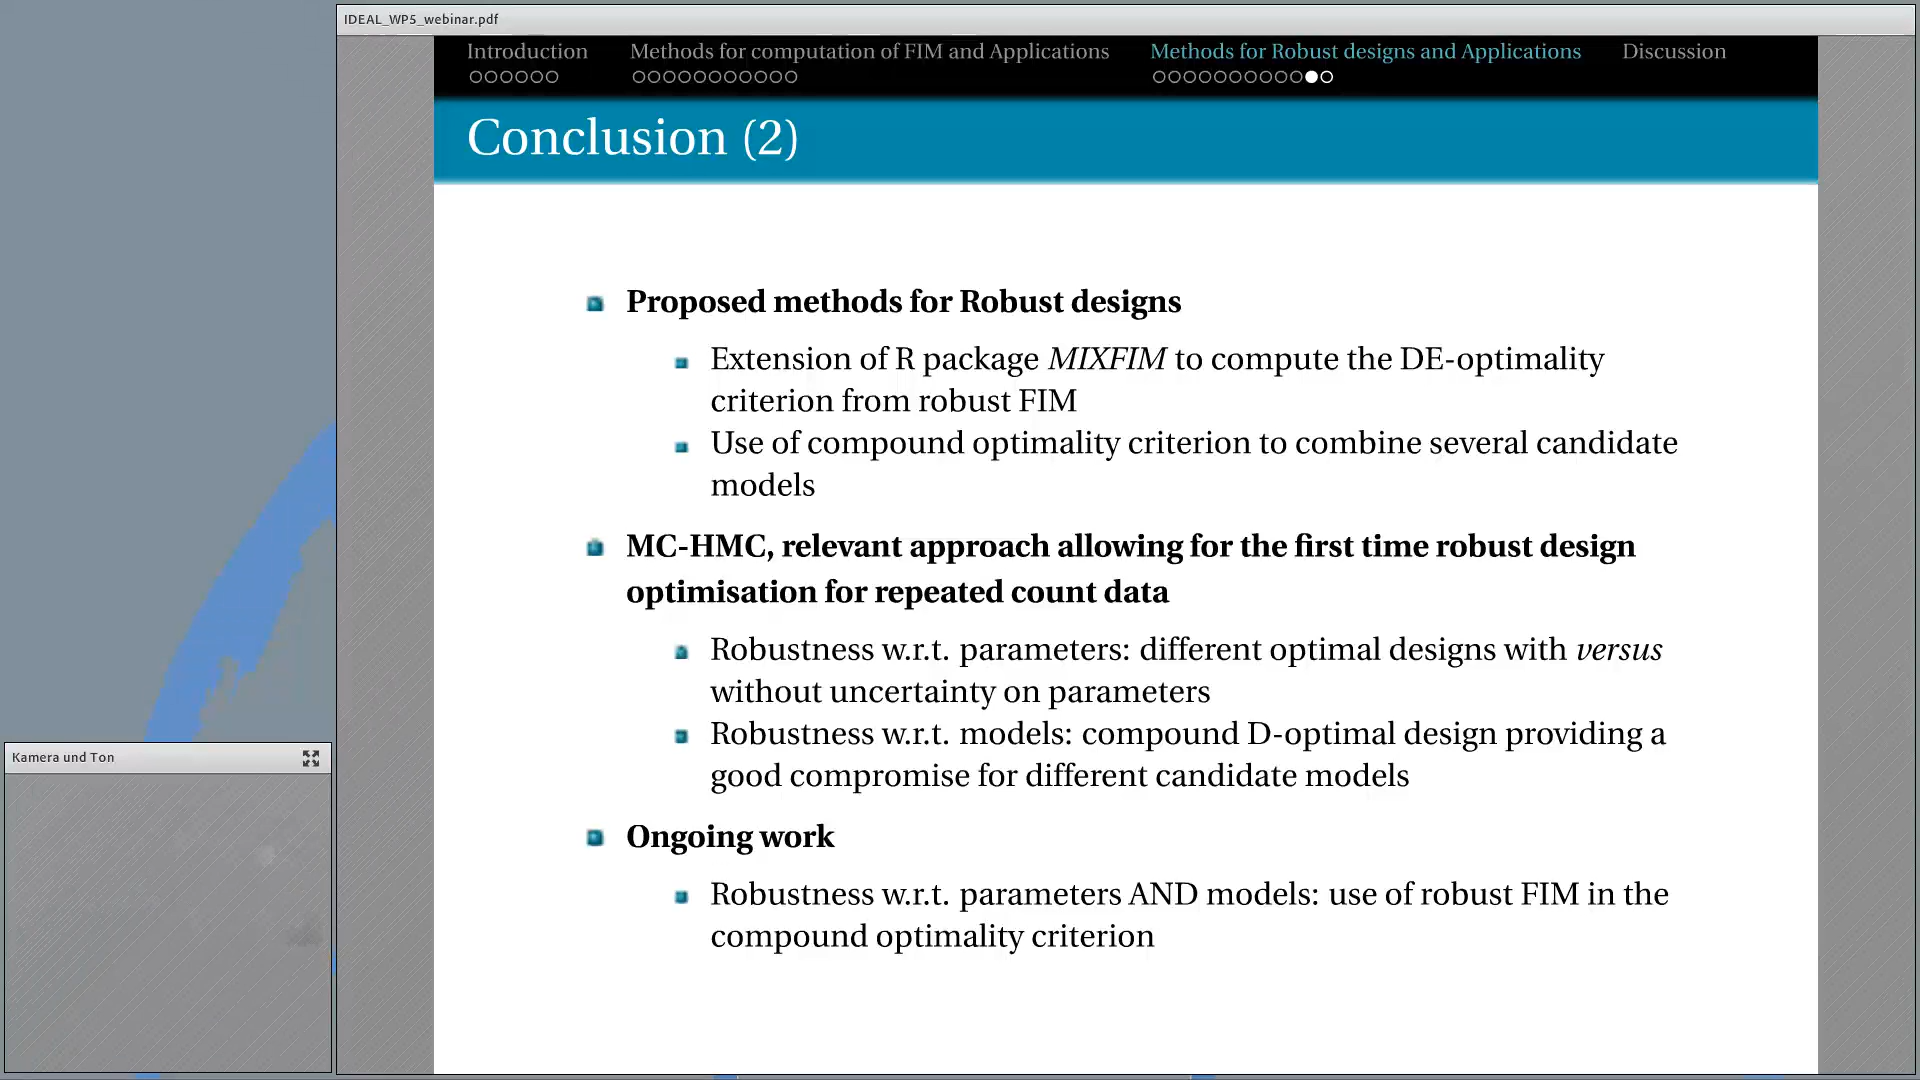 IDEAL_WP5_webinar.pdf
Introduction Methods for computation of FIM and Applications Methods for Robust designs and Applications Discussion
Conclusion (2)
Proposed methods for Robust designs
Extension of R package MIXFIM to compute the DE-optimality
criterion from robust FIM
Use of compound optimality criterion to combine several candidate
models
MC-HMC, relevant approach allowing for the first time robust design
optimisation for repeated count data
Robustness w.r.t. parameters: different optimal designs with versus
without uncertainty on parameters
Robustness w.r.t. models: compound D-optimal design providing a
good compromise for different candidate models
Ongoing work
Robustness w.r.t. parameters AND models: use of robust FIM in the
compound optimality criterion
Kamera und Ton